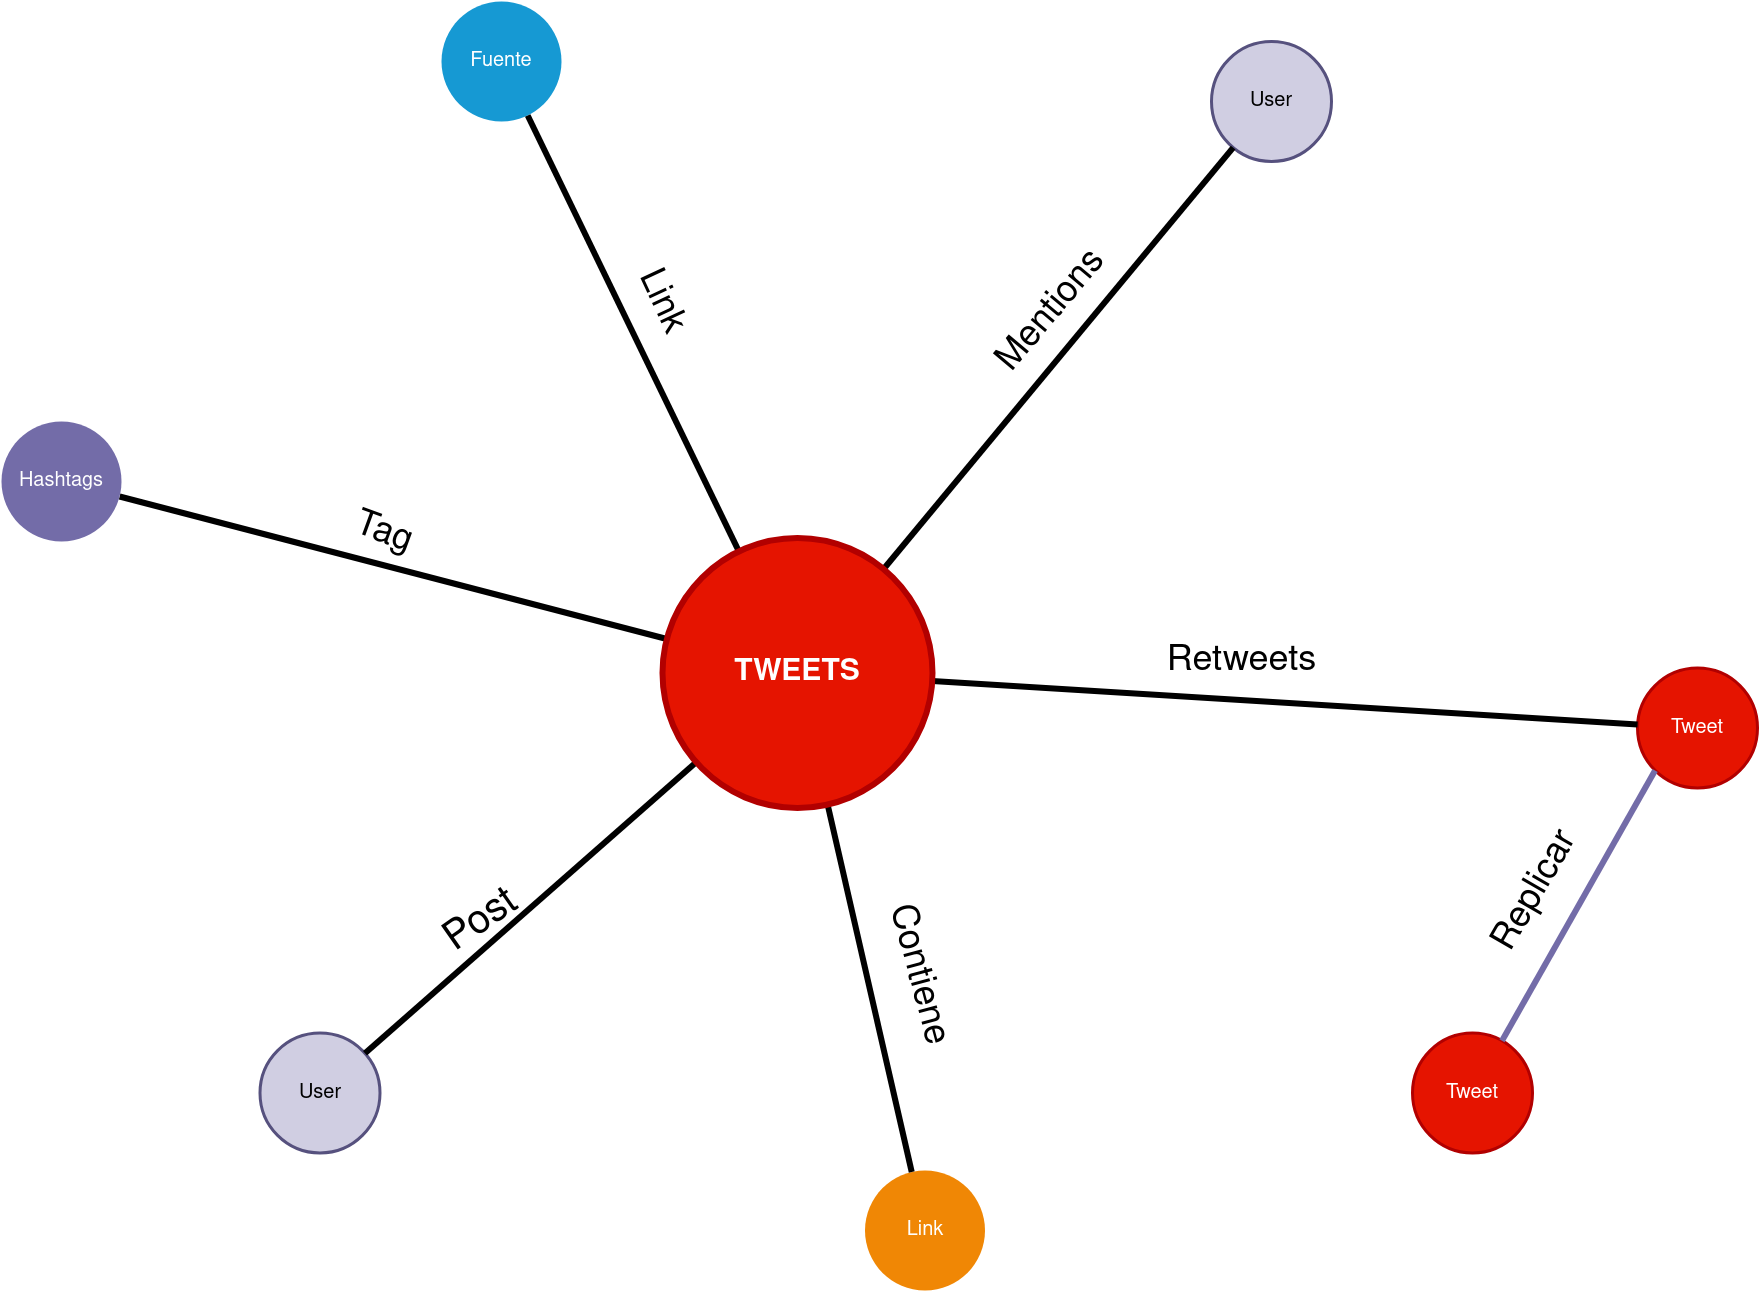 Fuente
User
Link
Mentions
Hashtags
Tag
TWEETS
Retweets
Tweet
Replicar
Post
Contiene
User
Tweet
Link